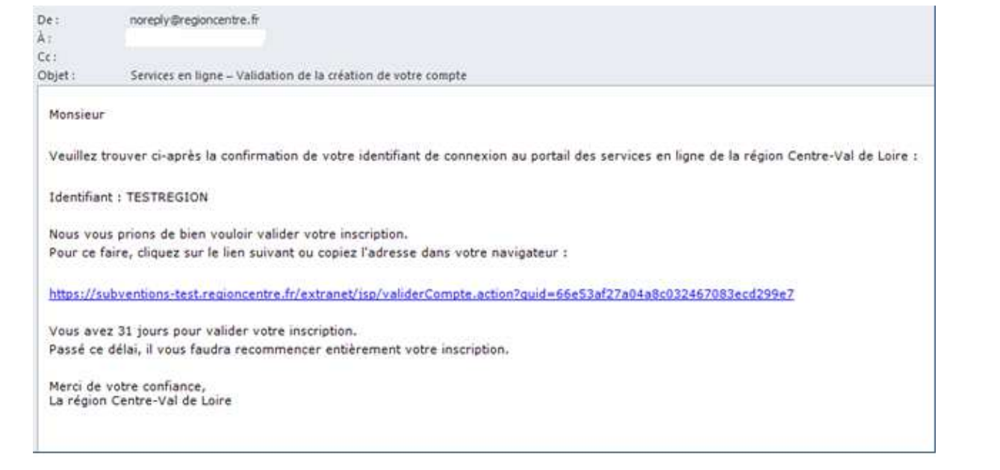 De : noreply@regioncentre.fr
À :
Cc :
Objet : Services en ligne – Validation de la création de votre compte
Monsieur
Veuillez trouver ci-après la confirmation de votre identifiant de connexion au portail des services en ligne de la région Centre-Val de Loire :
Identifiant : TESTREGION
Nous vous prions de bien vouloir valider votre inscription.
Pour ce faire, cliquez sur le lien suivant ou copiez l'adresse dans votre navigateur :
https://subventions-test.regioncentre.fr/extranet/jsp/validerCompte.action?guid=66e53af27a04a8c032467083ecd299e7
Vous avez 31 jours pour valider votre inscription.
Passé ce délai, il vous faudra recommencer entièrement votre inscription.
Merci de votre confiance,
La région Centre-Val de Loire